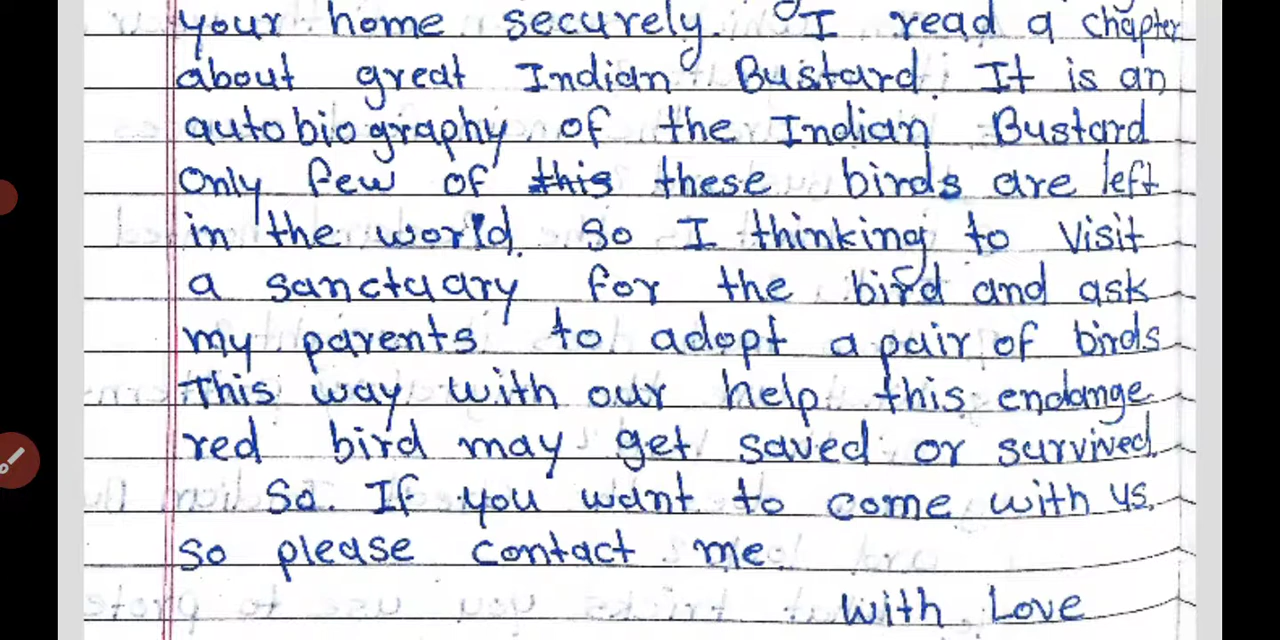 your home securely. I read a chapter
about great Indian Bustard. It is an
autobiography of the Indian Bustard
Only few of this these birds are left
in the world. So I thinking to visit
a sanctuary for the bird and ask
my parents to adopt a pair of birds
This way with our help this endange
red bird may get saved or survived.
So. If you want to come with us.
so please contact me.
with Love